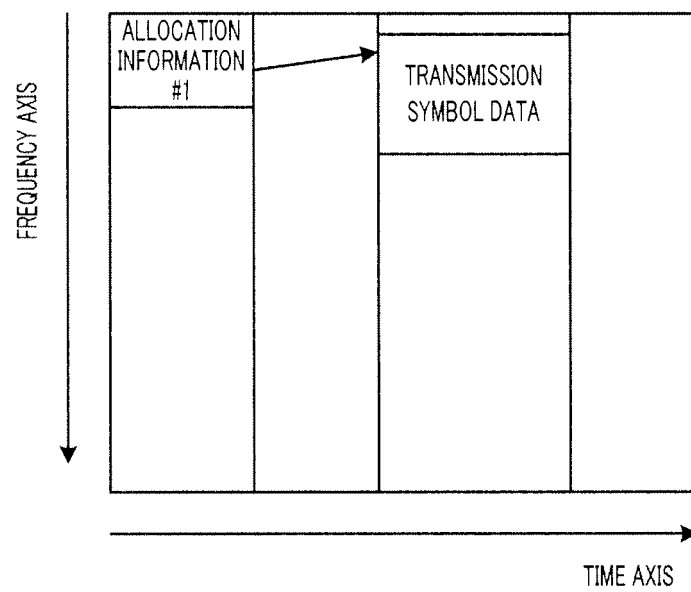 ALLOCATION
INFORMATION
#1
TRANSMISSION
SYMBOL DATA
FREQUENCY AXIS
TIME AXIS